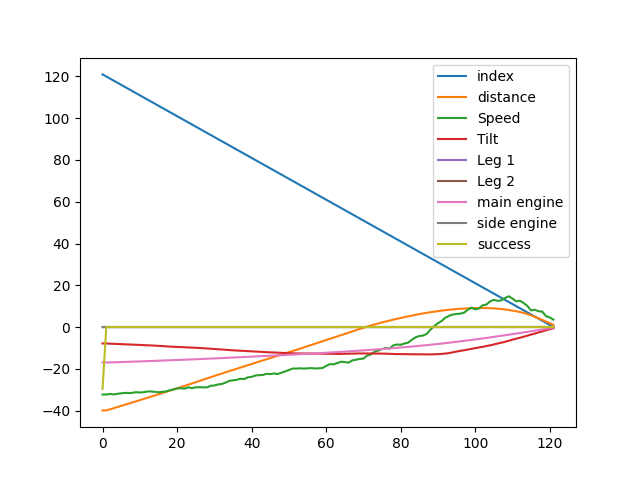 120
100
80
60
40
20
0
−20
−40
0
20
40
60
80
100
120
index
distance
Speed
Tilt
Leg 1
Leg 2
main engine
side engine
success